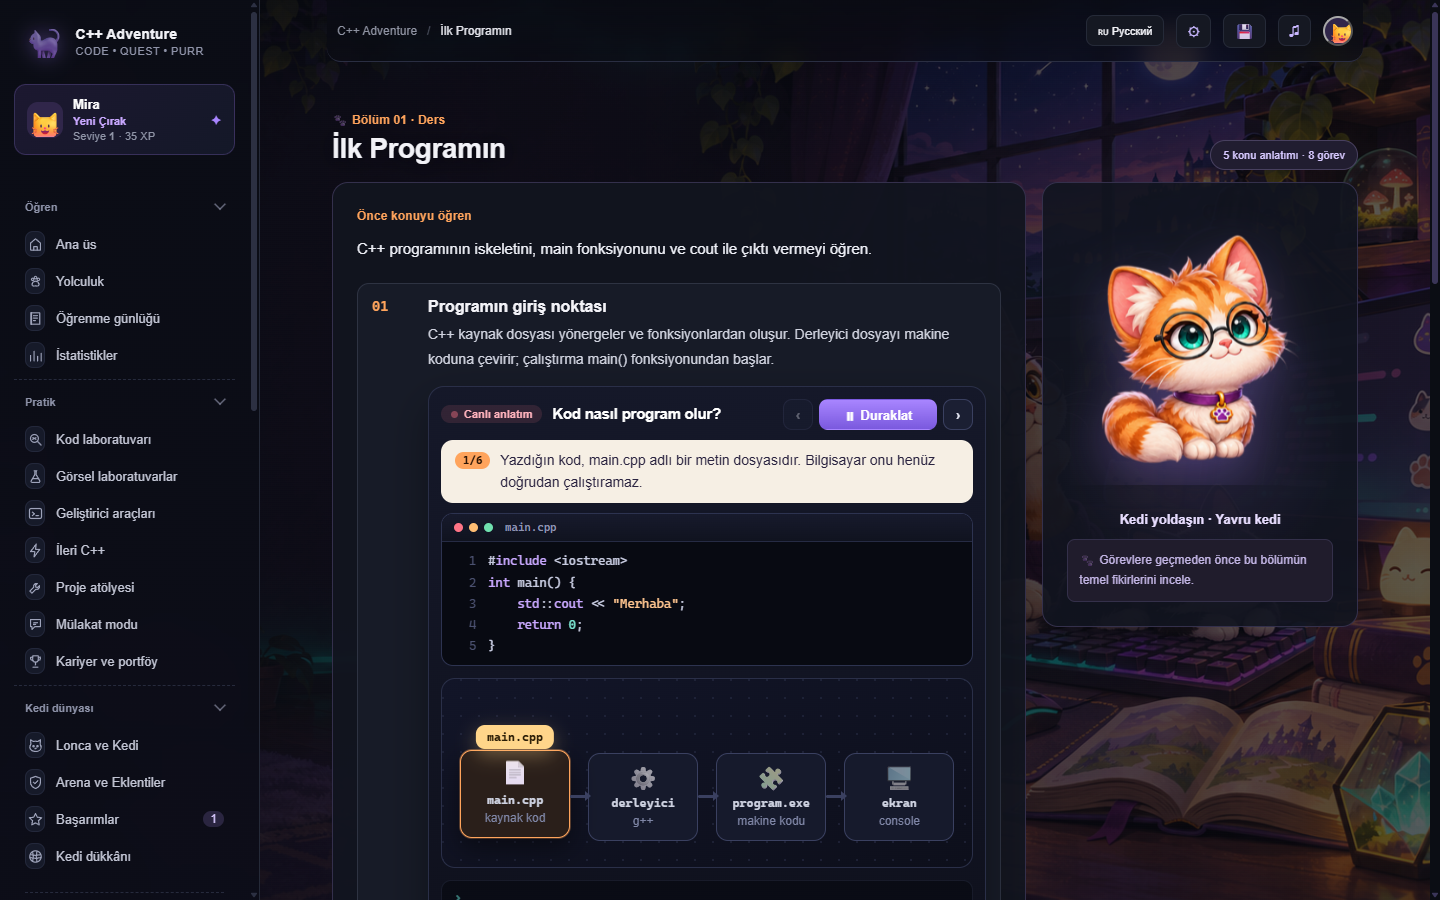 C++ Adventure
CODE • QUEST • PURR
Mira
Yeni Çırak
Seviye 1 · 35 XP
Öğren
Ana üs
Yolculuk
Öğrenme günlüğü
İstatistikler
Pratik
Kod laboratuvarı
Görsel laboratuvarlar
Geliştirici araçları
İleri C++
Proje atölyesi
Mülakat modu
Kariyer ve portföy
Kedi dünyası
Lonca ve Kedi
Arena ve Eklentiler
Başarımlar 1
Kedi dükkânı
C++ Adventure / İlk Programın
RU Русский
Bölüm 01 · Ders
İlk Programın
5 konu anlatımı · 8 görev
Önce konuyu öğren
C++ programının iskeletini, main fonksiyonunu ve cout ile çıktı vermeyi öğren.
01 Programın giriş noktası
C++ kaynak dosyası yönergeler ve fonksiyonlardan oluşur. Derleyici dosyayı makine
koduna çevirir; çalıştırma main() fonksiyonundan başlar.
Canlı anlatım Kod nasıl program olur? ‹ Duraklat ›
1/6 Yazdığın kod, main.cpp adlı bir metin dosyasıdır. Bilgisayar onu henüz
doğrudan çalıştıramaz.
main.cpp
1 #include <iostream>
2 int main() {
3     std::cout << "Merhaba";
4     return 0;
5 }
main.cpp
main.cpp
kaynak kod
derleyici
g++
program.exe
makine kodu
ekran
console
›
Kedi yoldaşın · Yavru kedi
Görevlere geçmeden önce bu bölümün
temel fikirlerini incele.